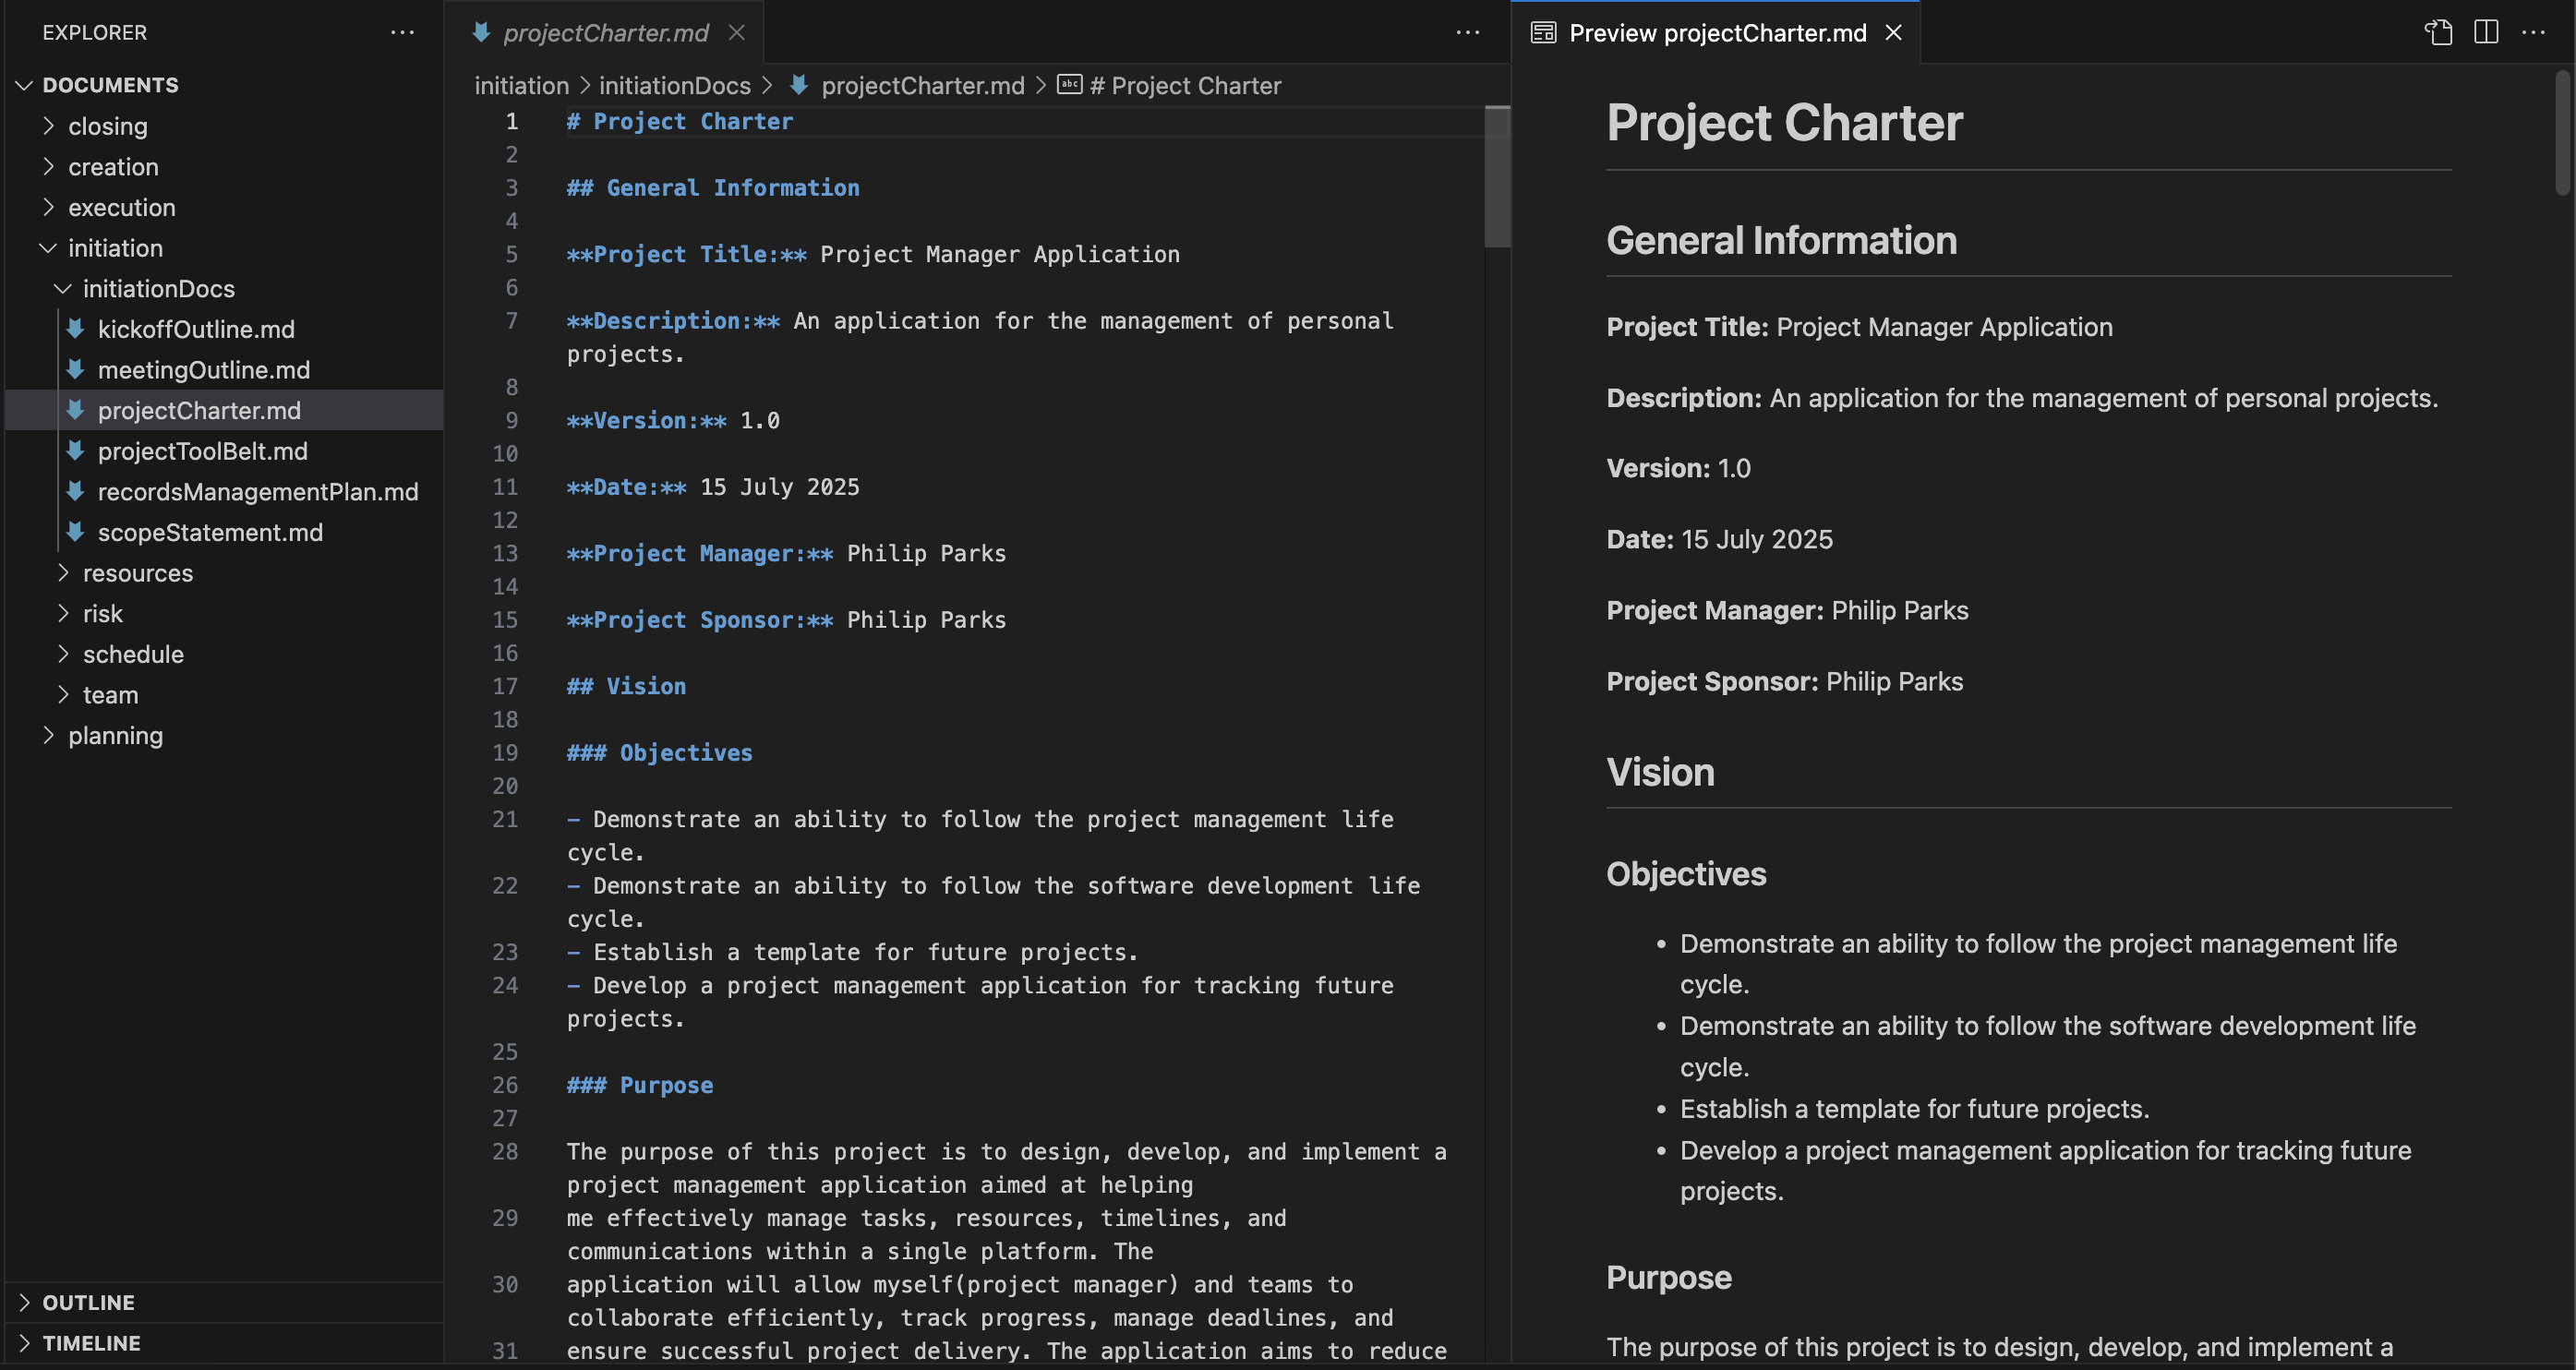 EXPLORER
DOCUMENTS
closing
creation
execution
initiation
initiationDocs
kickoffOutline.md
meetingOutline.md
projectCharter.md
projectToolBelt.md
recordsManagementPlan.md
scopeStatement.md
resources
risk
schedule
team
planning
OUTLINE
TIMELINE
projectCharter.md
initiation > initiationDocs > projectCharter.md > abc # Project Charter
1 # Project Charter
2
3 ## General Information
4
5 **Project Title:** Project Manager Application
6
7 **Description:** An application for the management of personal
projects.
8
9 **Version:** 1.0
10
11 **Date:** 15 July 2025
12
13 **Project Manager:** Philip Parks
14
15 **Project Sponsor:** Philip Parks
16
17 ## Vision
18
19 ### Objectives
20
21 - Demonstrate an ability to follow the project management life
cycle.
22 - Demonstrate an ability to follow the software development life
cycle.
23 - Establish a template for future projects.
24 - Develop a project management application for tracking future
projects.
25
26 ### Purpose
27
28 The purpose of this project is to design, develop, and implement a
project management application aimed at helping
29 me effectively manage tasks, resources, timelines, and
communications within a single platform. The
30 application will allow myself(project manager) and teams to
collaborate efficiently, track progress, manage deadlines, and
31 ensure successful project delivery. The application aims to reduce
Preview projectCharter.md
Project Charter
General Information
Project Title: Project Manager Application
Description: An application for the management of personal projects.
Version: 1.0
Date: 15 July 2025
Project Manager: Philip Parks
Project Sponsor: Philip Parks
Vision
Objectives
• Demonstrate an ability to follow the project management life
cycle.
• Demonstrate an ability to follow the software development life
cycle.
• Establish a template for future projects.
• Develop a project management application for tracking future
projects.
Purpose
The purpose of this project is to design, develop, and implement a